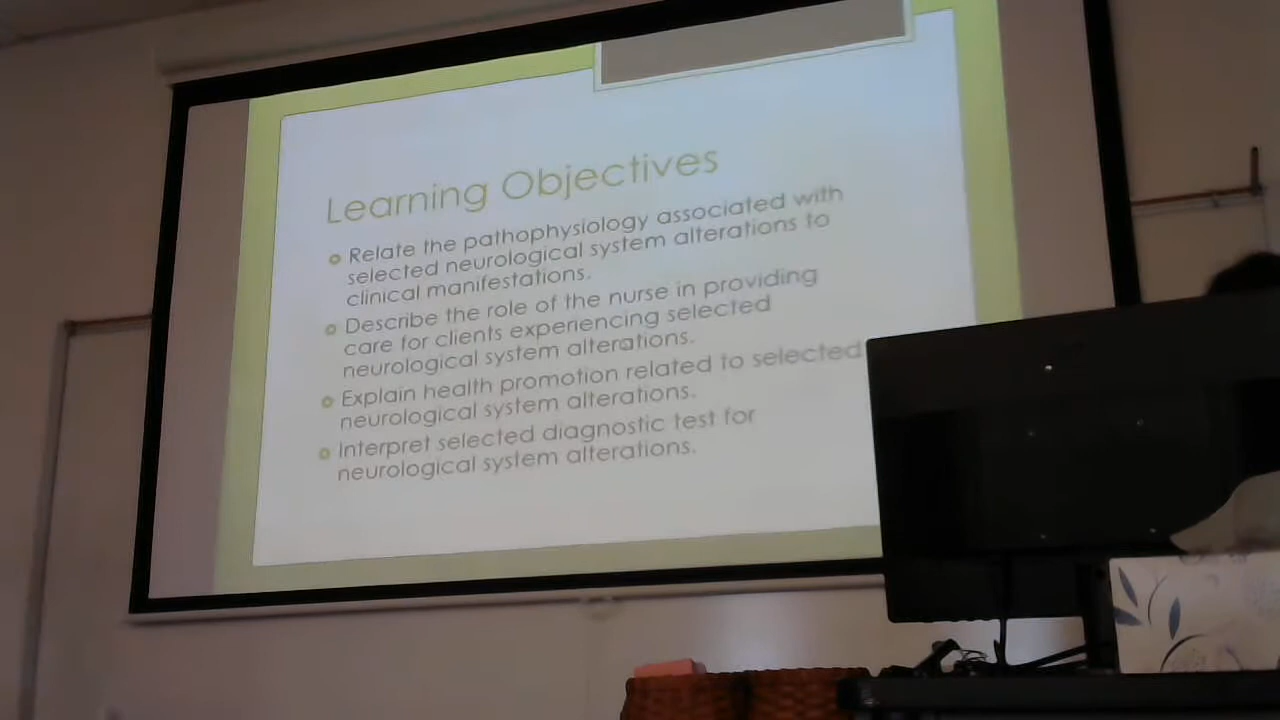 Learning Objectives
Relate the pathophysiology associated with
selected neurological system alterations to
clinical manifestations.
Describe the role of the nurse in providing
care for clients experiencing selected
neurological system alterations.
Explain health promotion related to selected
neurological system alterations.
Interpret selected diagnostic test for
neurological system alterations.